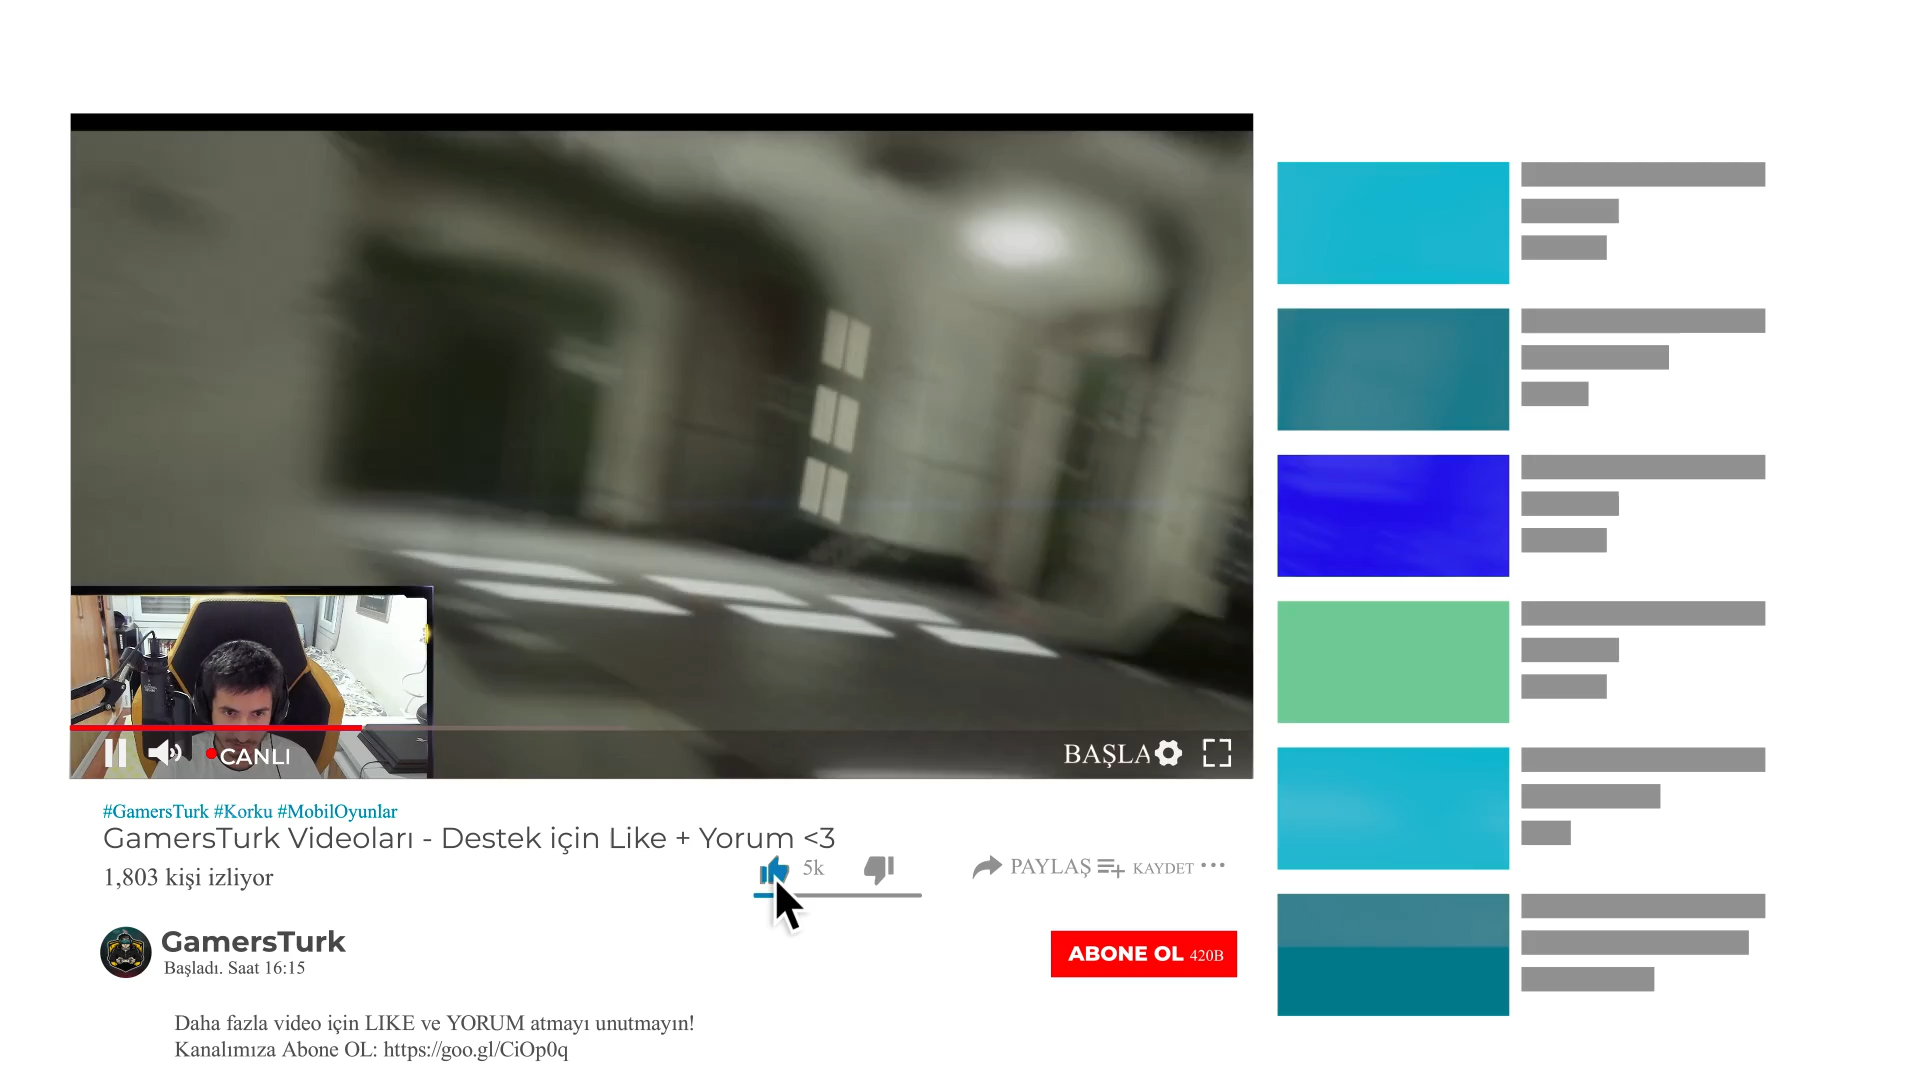 ●CANLI
BAŞLA
#GamersTurk #Korku #MobilOyunlar
GamersTurk Videoları - Destek için Like + Yorum <3
1,803 kişi izliyor
5k
PAYLAŞ
KAYDET
GamersTurk
Başladı. Saat 16:15
ABONE OL 420B
Daha fazla video için LIKE ve YORUM atmayı unutmayın!
Kanalımıza Abone OL: https://goo.gl/CiOp0q